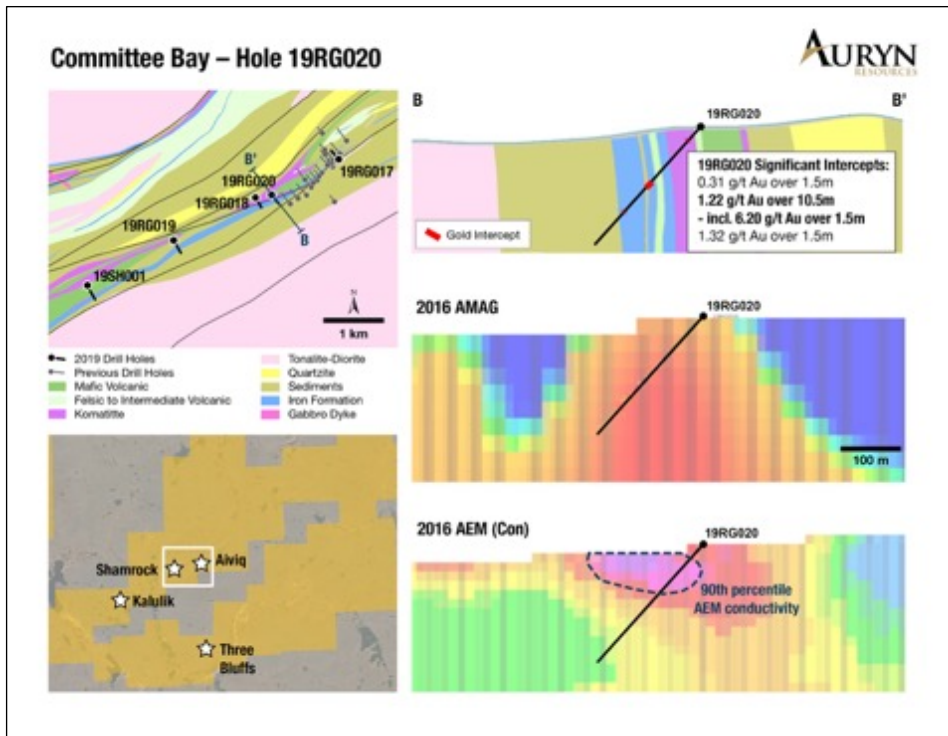 Committee Bay – Hole 19RG020
AURYN
RESOURCES
B'
19RG020
19RG018
19RG017
B
19RG019
19SH001
N
1 km
2019 Drill Holes
Previous Drill Holes
Mafic Volcanic
Felsic to Intermediate Volcanic
Komatitte
Tonalite-Diorite
Quartzite
Sediments
Iron Formation
Gabbro Dyke
Shamrock
Aiviq
Kalulik
Three
Bluffs
B
B'
19RG020
19RG020 Significant Intercepts:
0.31 g/t Au over 1.5m
1.22 g/t Au over 10.5m
- incl. 6.20 g/t Au over 1.5m
1.32 g/t Au over 1.5m
Gold Intercept
2016 AMAG
19RG020
100 m
2016 AEM (Con)
19RG020
90th percentile
AEM conductivity